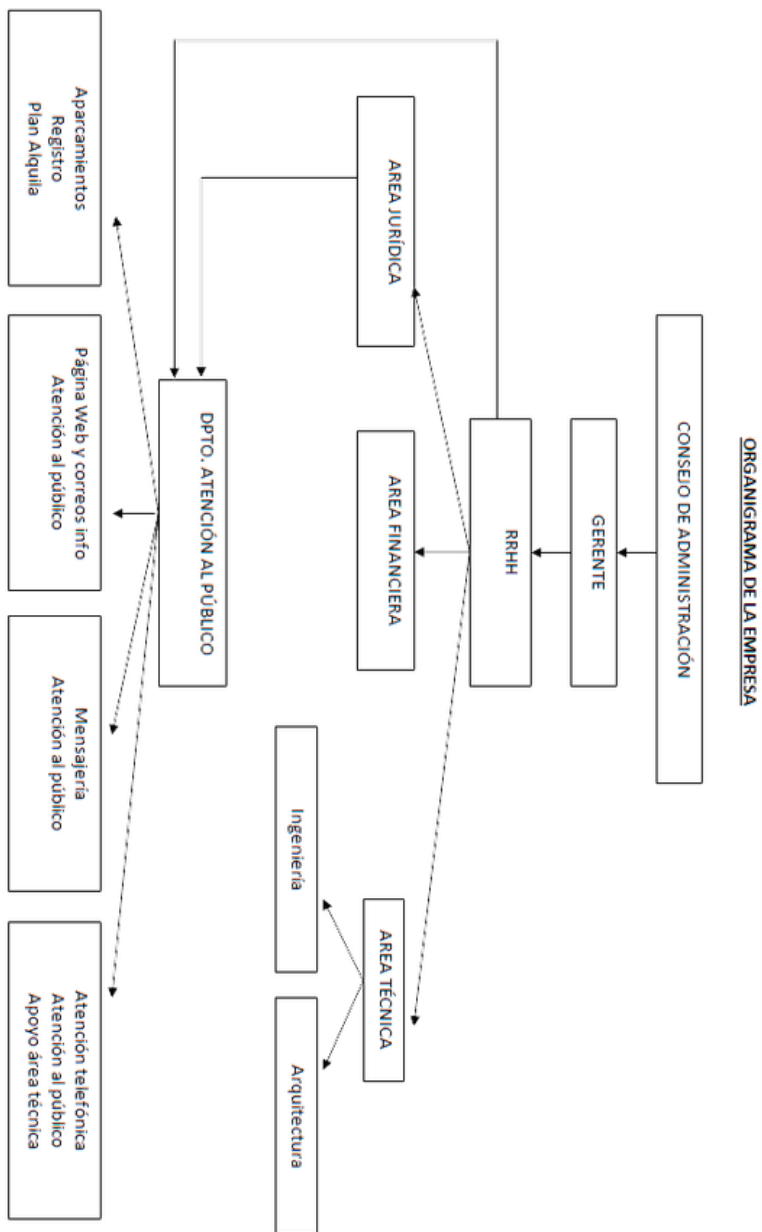 ORGANIGRAMA DE LA EMPRESA
CONSEJO DE ADMINISTRACIÓN
GERENTE
RRHH
AREA JURÍDICA
AREA FINANCIERA
AREA TÉCNICA
Ingeniería
Arquitectura
DPTO. ATENCIÓN AL PÚBLICO
Aparcamientos
Registro
Plan Alquila
Página Web y correos info
Atención al público
Mensajería
Atención al público
Atención telefónica
Atención al público
Apoyo área técnica